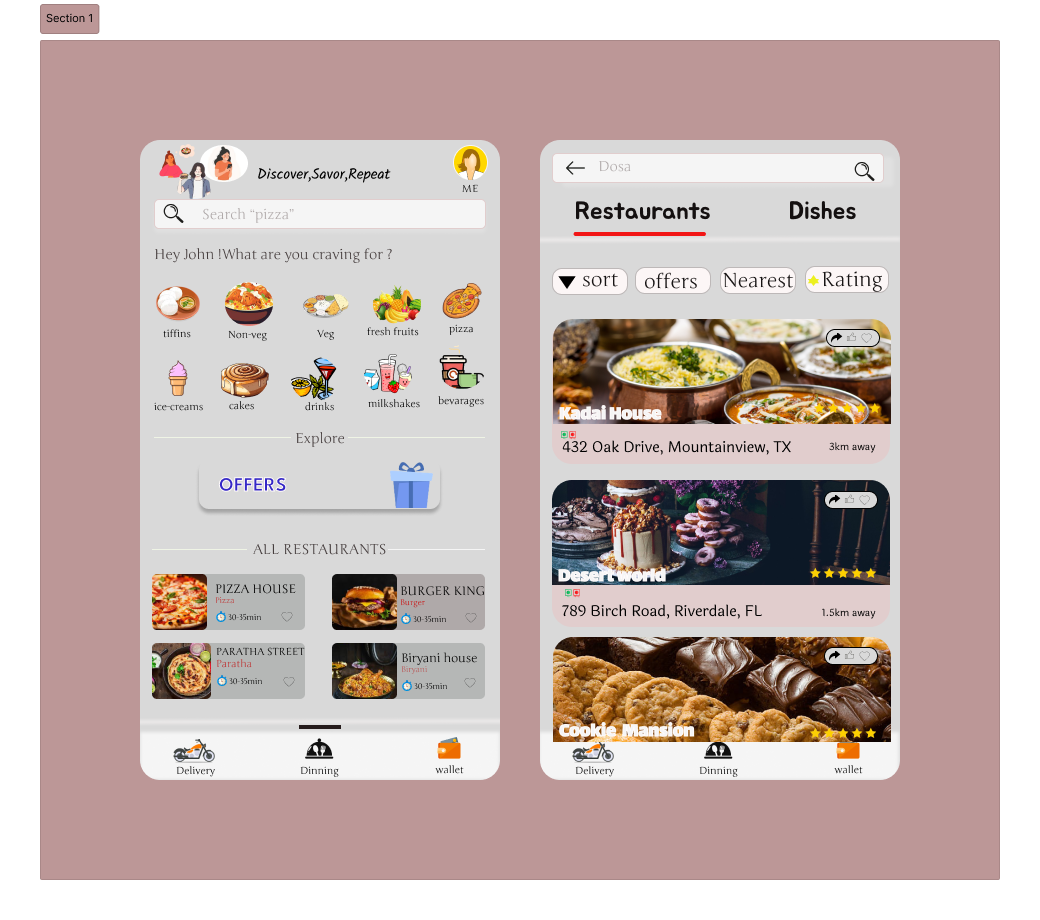 Section 1
Discover,Savor,Repeat
ME
Search “pizza”
Hey John !What are you craving for ?
tiffins
Non-veg
Veg
fresh fruits
pizza
ice-creams
cakes
drinks
milkshakes
bevarages
Explore
OFFERS
ALL RESTAURANTS
PIZZA HOUSE
Pizza
30-35min
BURGER KING
Burger
30-35min
PARATHA STREET
Paratha
30-35min
Biryani house
Biryani
30-35min
Delivery
Dinning
wallet
Dosa
Restaurants
Dishes
sort
offers
Nearest
Rating
Kadai House
432 Oak Drive, Mountainview, TX
3km away
Desert world
789 Birch Road, Riverdale, FL
1.5km away
Cookie Mansion
Delivery
Dinning
wallet